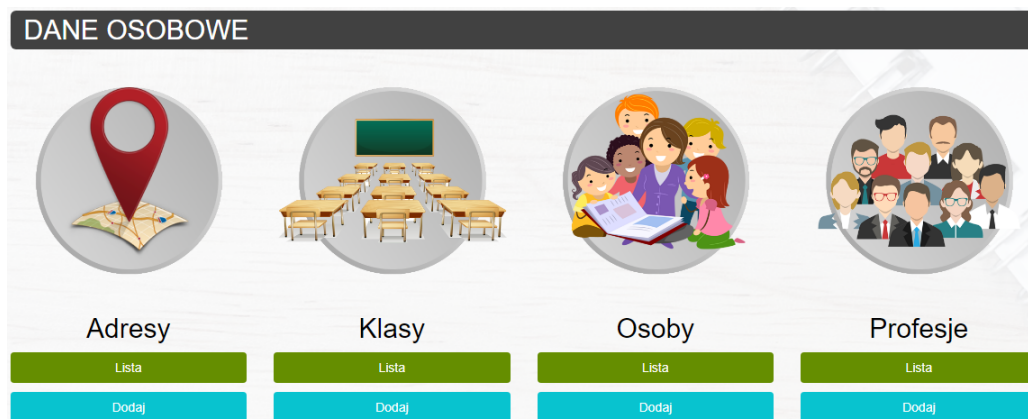 DANE OSOBOWE
Adresy
Klasy
Osoby
Profesje
Lista
Lista
Lista
Lista
Dodaj
Dodaj
Dodaj
Dodaj